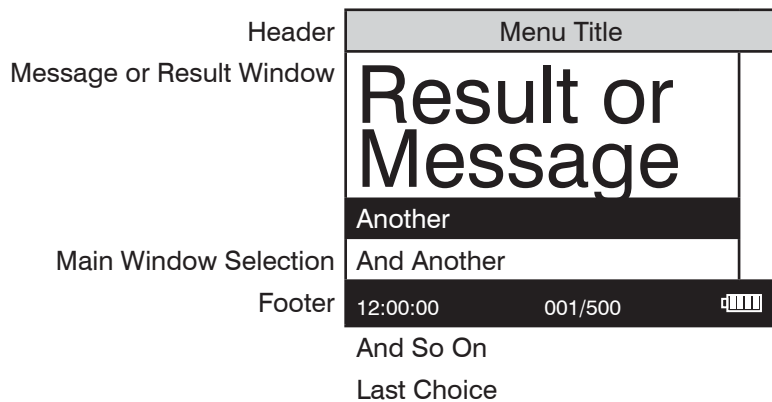 Header
Menu Title
Message or Result Window
Result or
Message
Another
Main Window Selection
And Another
Footer
12:00:00 001/500
And So On
Last Choice